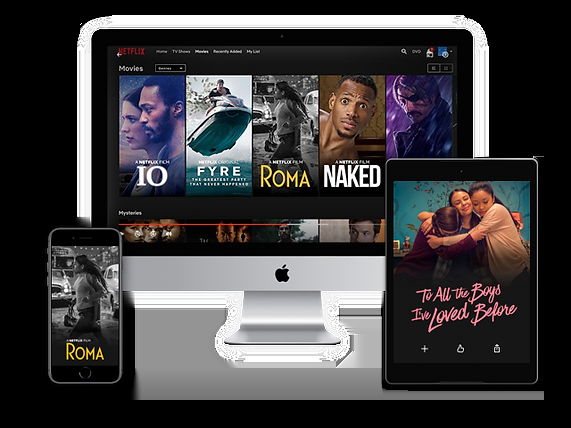 NETFLIX Home TV Shows Movies Recently Added My List DVD
Movies Genres
A NETFLIX FILM
IO
NETFLIX ORIGINAL
FYRE
THE GREATEST PARTY
THAT NEVER HAPPENED
A NETFLIX FILM
ROMA
A NETFLIX FILM
NAKED
Mysteries
A NETFLIX FILM
ROMA
To All the Boys
I've Loved Before